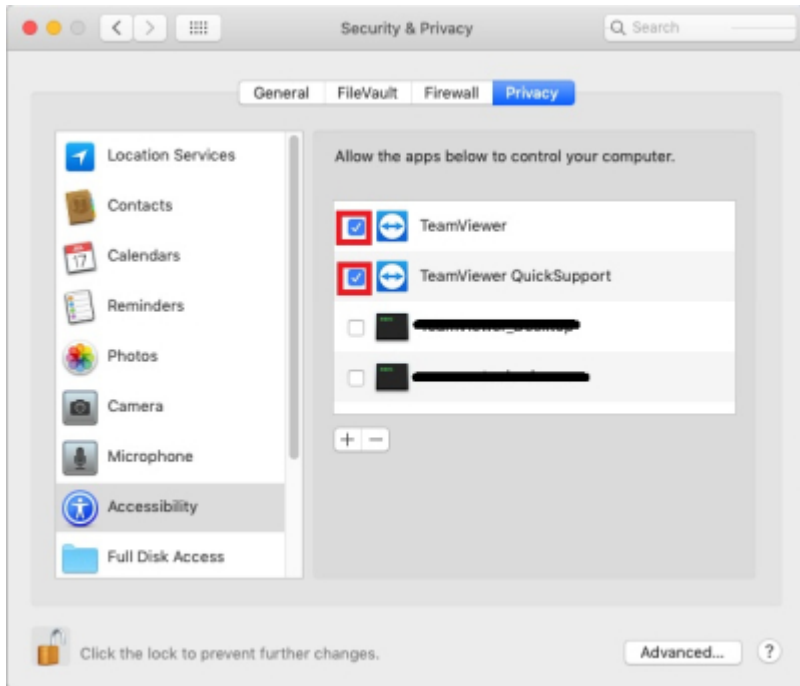 Security & Privacy
Search
General
FileVault
Firewall
Privacy
Location Services
Contacts
Calendars
JUL
17
Reminders
Photos
Camera
Microphone
Accessibility
Full Disk Access
Allow the apps below to control your computer.
TeamViewer
TeamViewer QuickSupport
+
−
Click the lock to prevent further changes.
Advanced...
?